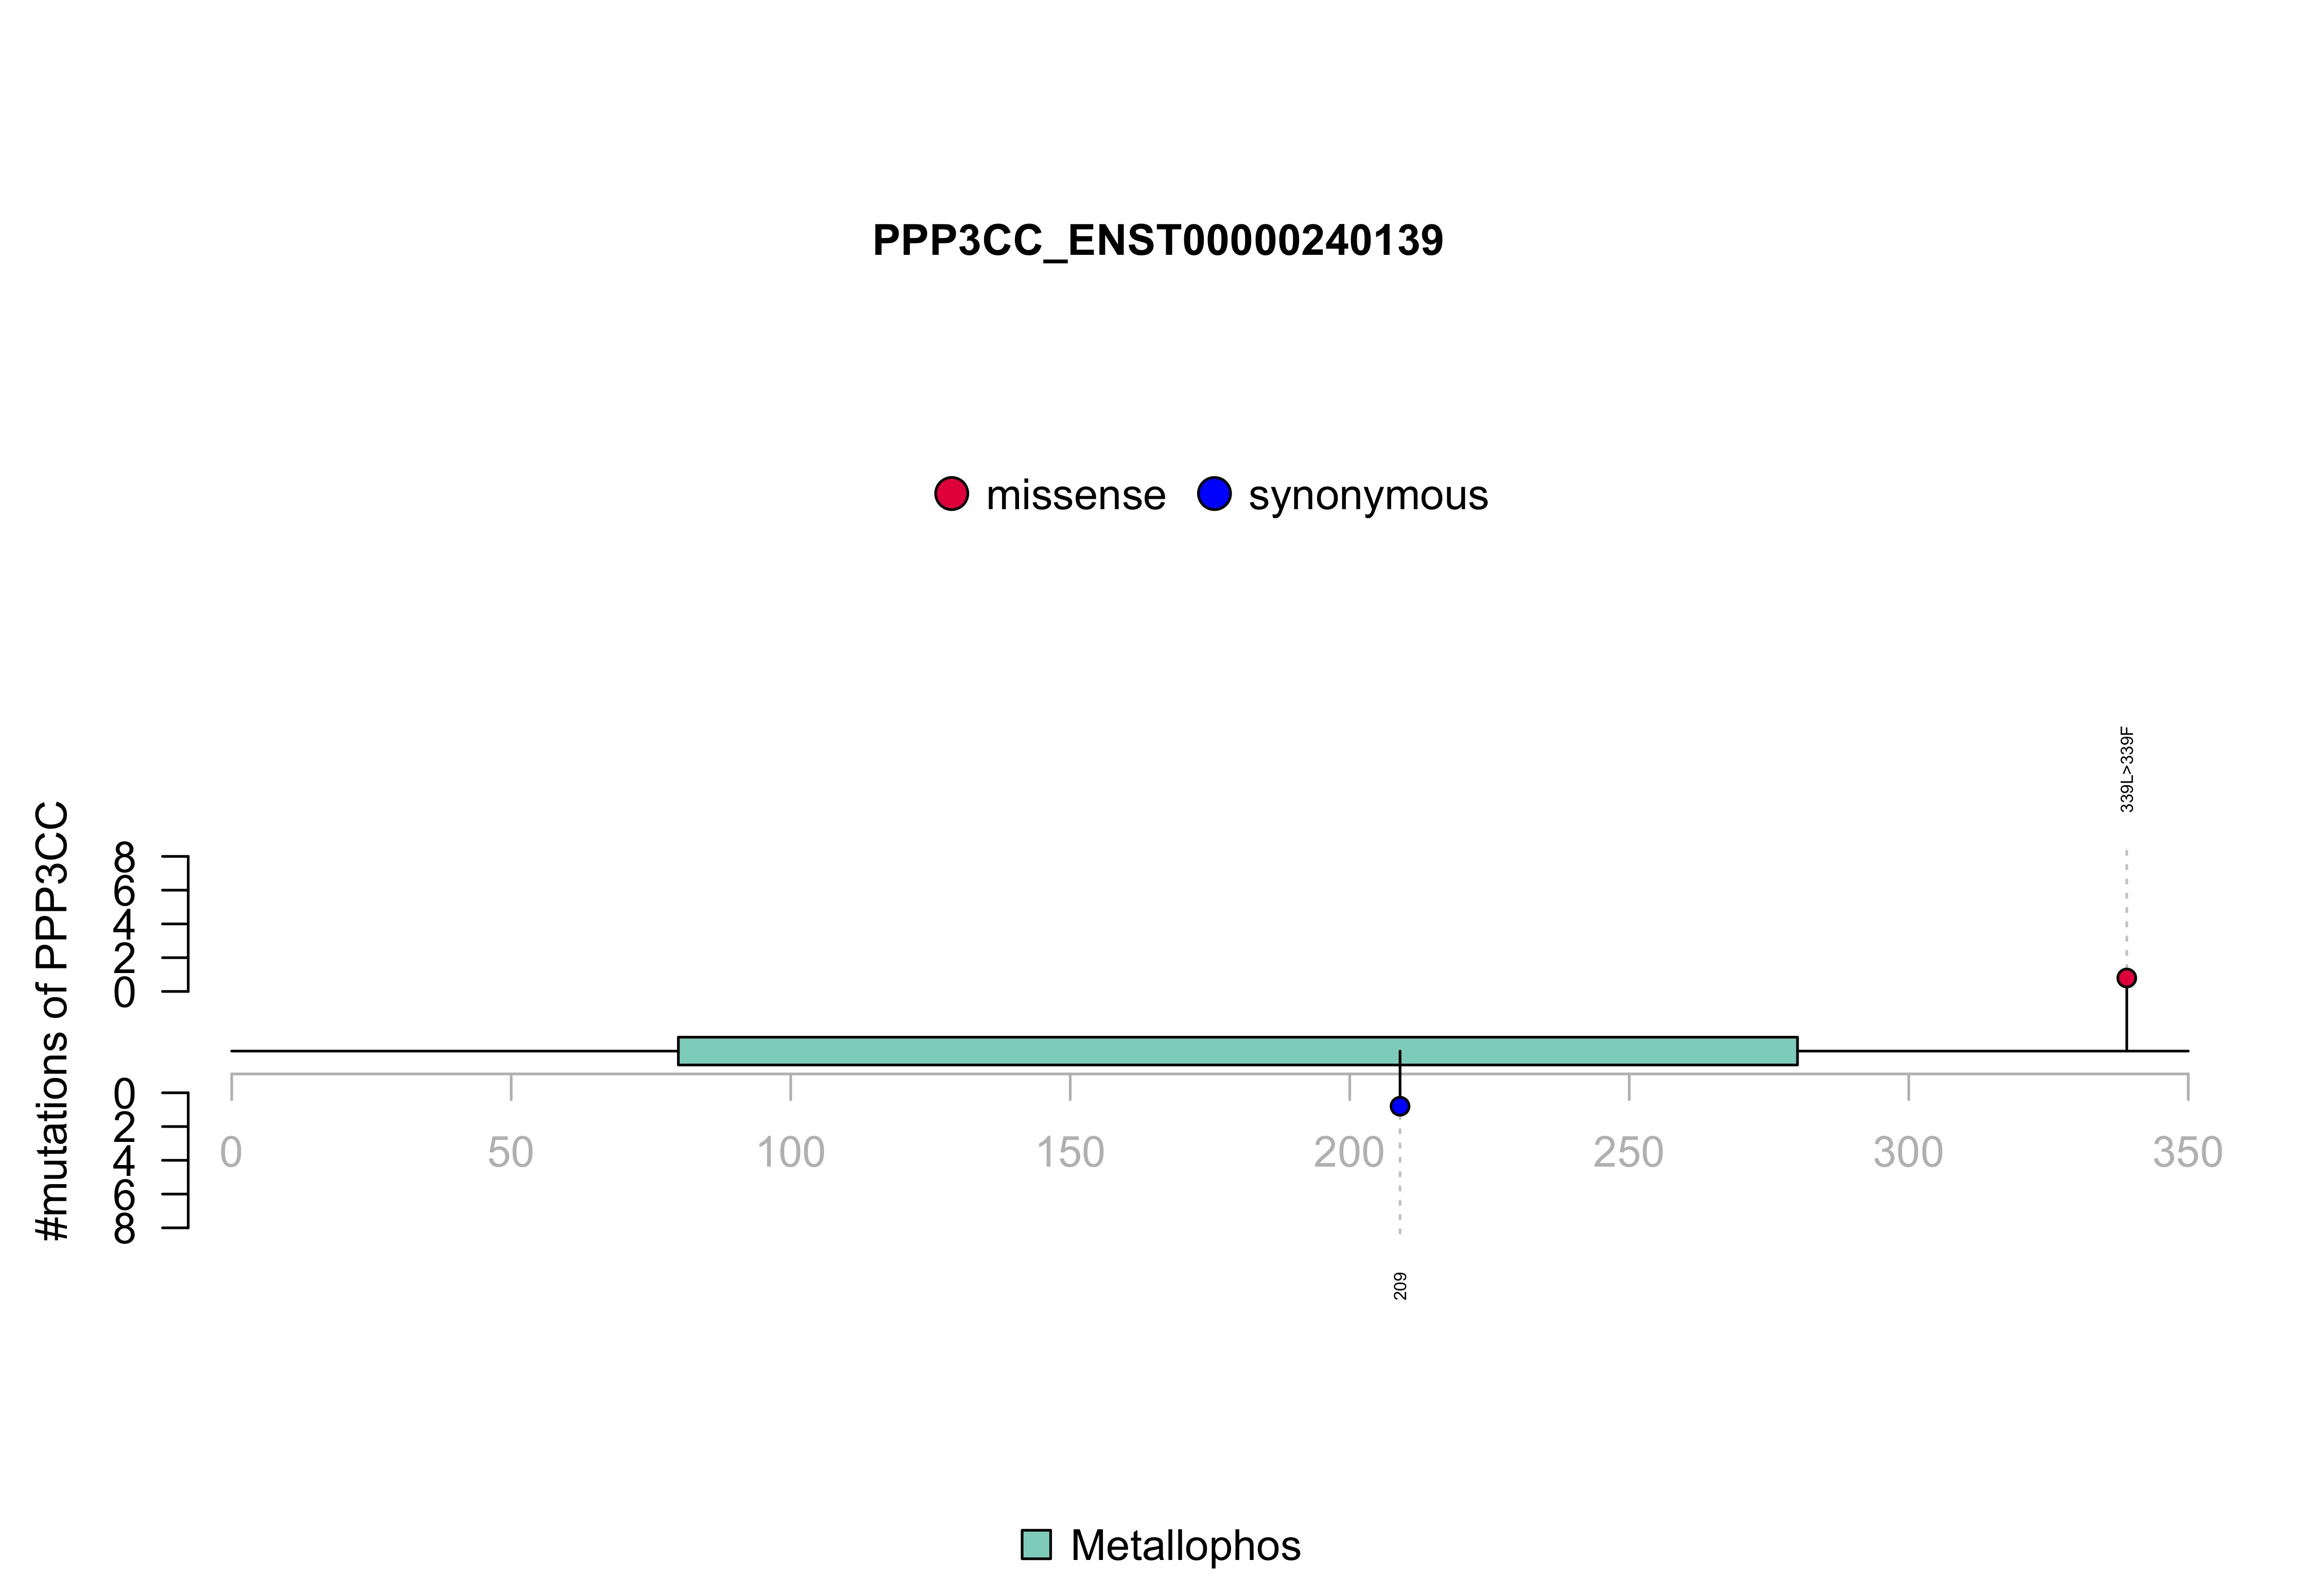 PPP3CC_ENST00000240139
missense synonymous
339L>339F
#mutations of PPP3CC
8
6
4
2
0
0
2
4
6
8
0 50 100 150 200 250 300 350
209
Metallophos